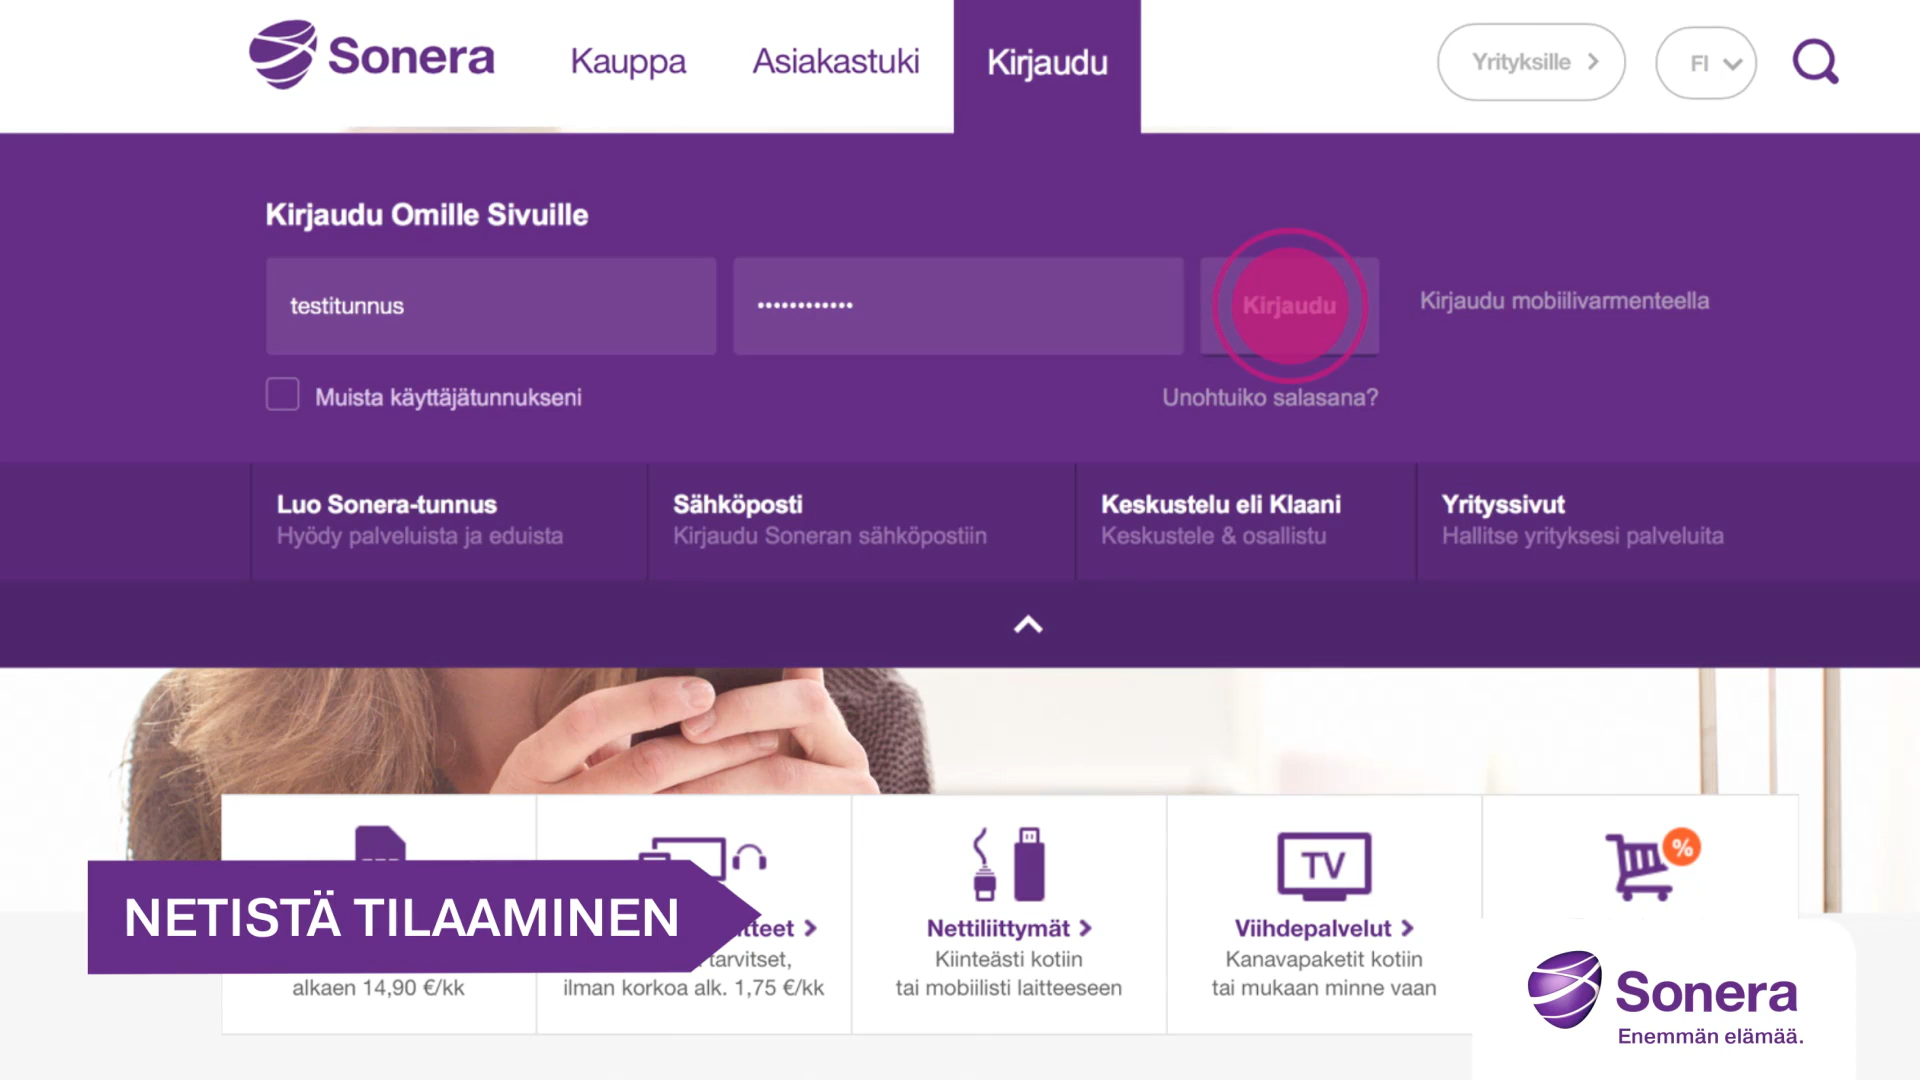 Sonera
Kauppa
Asiakastuki
Kirjaudu
Yrityksille
FI
Kirjaudu Omille Sivuille
testitunnus
••••••••••••
Kirjaudu
Kirjaudu mobiilivarmenteella
Muista käyttäjätunnukseni
Unohtuiko salasana?
Luo Sonera-tunnus
Hyödy palveluista ja eduista
Sähköposti
Kirjaudu Soneran sähköpostiin
Keskustelu eli Klaani
Keskustele & osallistu
Yrityssivut
Hallitse yrityksesi palveluita
NETISTÄ TILAAMINEN
alkaen 14,90 €/kk
tarvitset,
ilman korkoa alk. 1,75 €/kk
Nettiliittymät
Kiinteästi kotiin
tai mobiilisti laitteeseen
TV
Viihdepalvelut
Kanavapaketit kotiin
tai mukaan minne vaan
%
Sonera
Enemmän elämää.